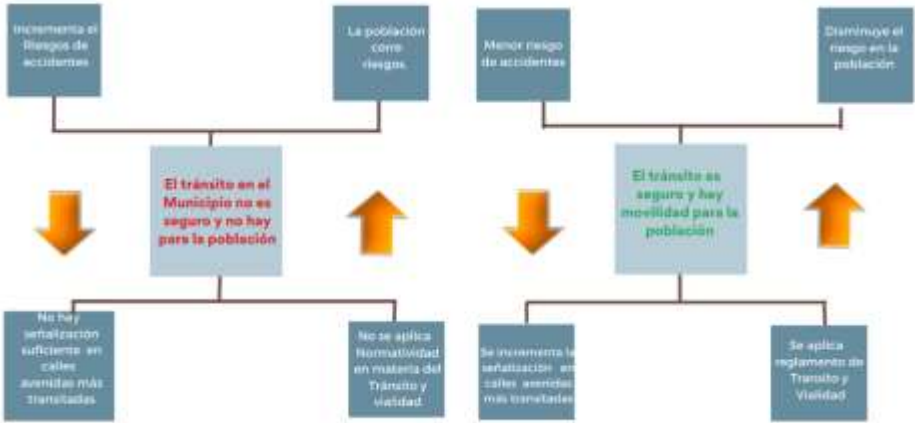 Incrementa el
Riesgos de
accidentes
La población
corre
riesgos.
Menor riesgo
de accidentes
Disminuye el
riesgo en la
población
El tránsito en el
Municipio no es
seguro y no hay
para la población
El tránsito es
seguro y hay
movilidad para la
población
No hay
señalización
suficiente en
calles
avenidas más
transitadas
No se aplica
Normatividad
en materia del
Tránsito y
vialidad
Se incrementa la
señalización en
calles avenidas
más transitadas
Se aplica
reglamento de
Transito y
Vialidad